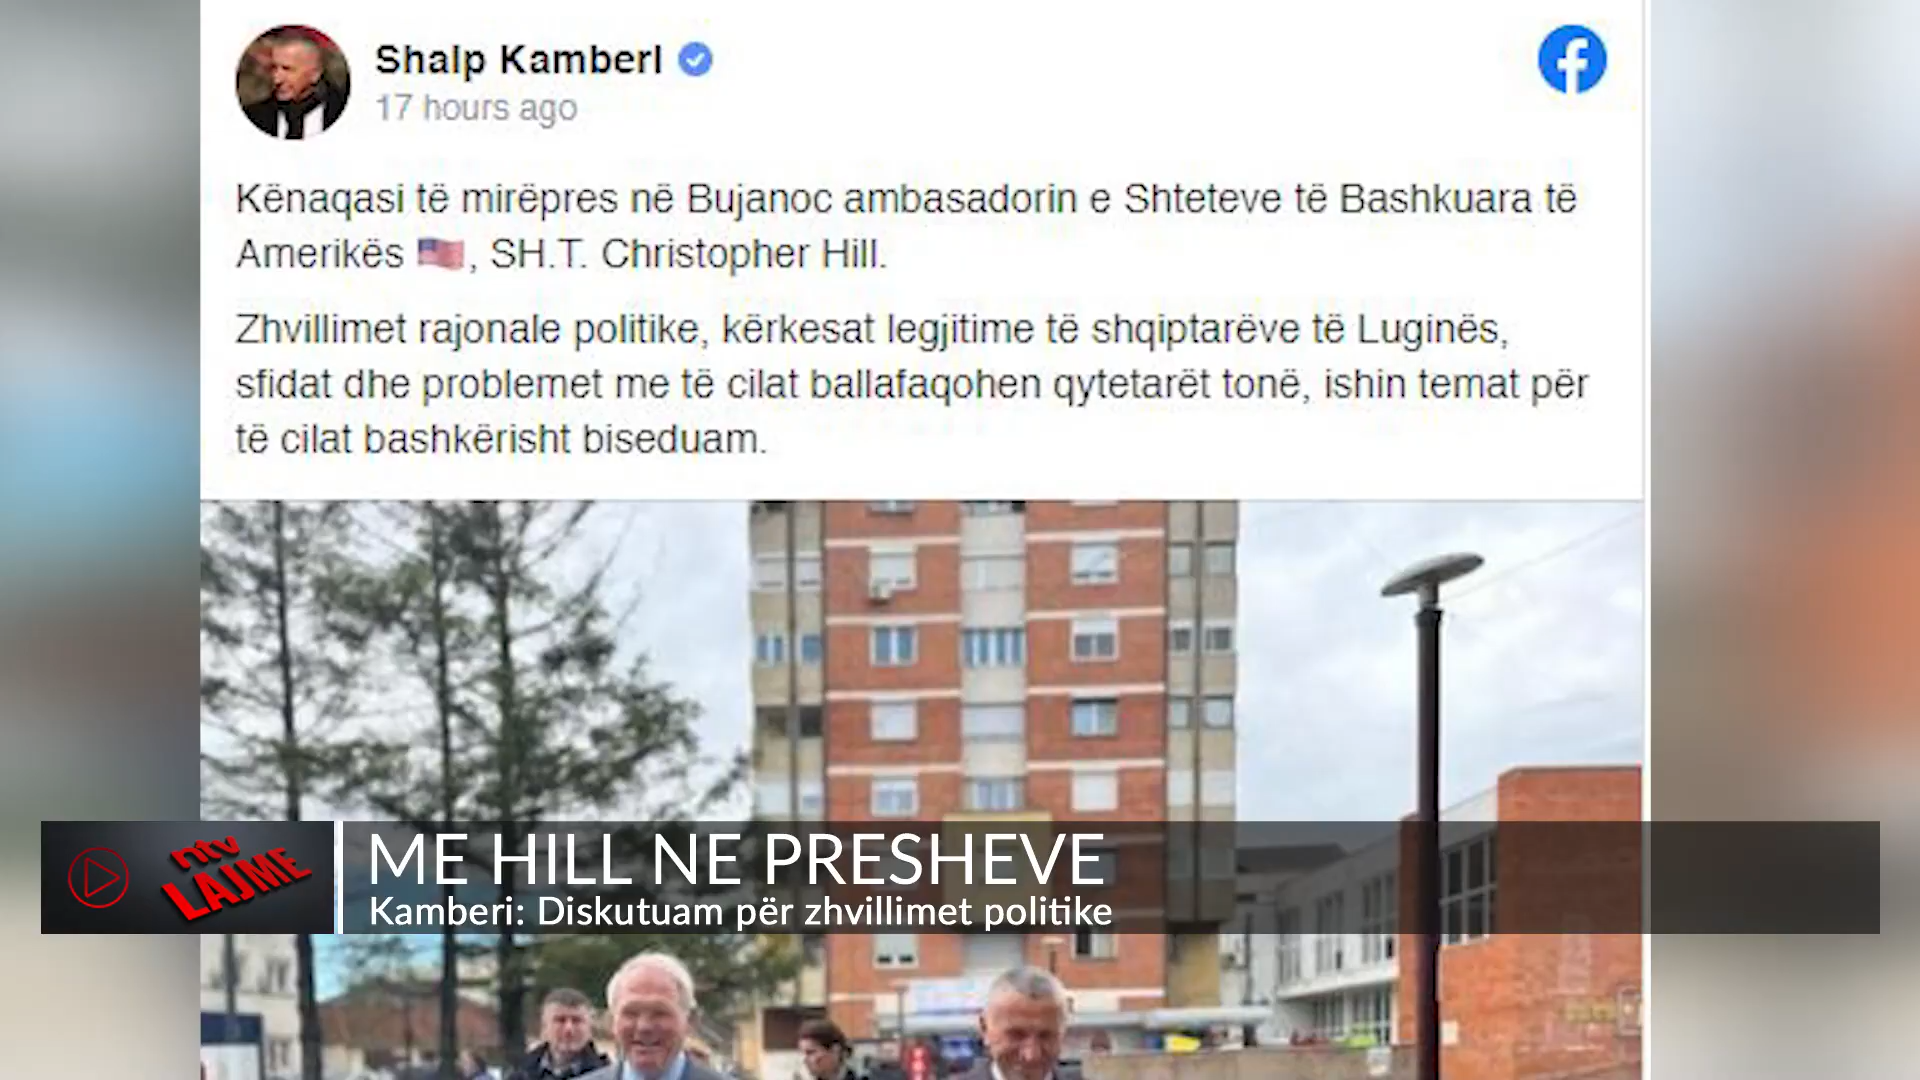 Shaip Kamberi
17 hours ago
Kënaqasi të mirëpres në Bujanoc ambasadorin e Shteteve të Bashkuara të
Amerikës 🇺🇸, SH.T. Christopher Hill.
Zhvillimet rajonale politike, kërkesat legjitime të shqiptarëve të Luginës,
sfidat dhe problemet me të cilat ballafaqohen qytetarët tonë, ishin temat për
të cilat bashkërisht biseduam.
ntv
LAJME
ME HILL NE PRESHEVE
Kamberi: Diskutuam për zhvillimet politike